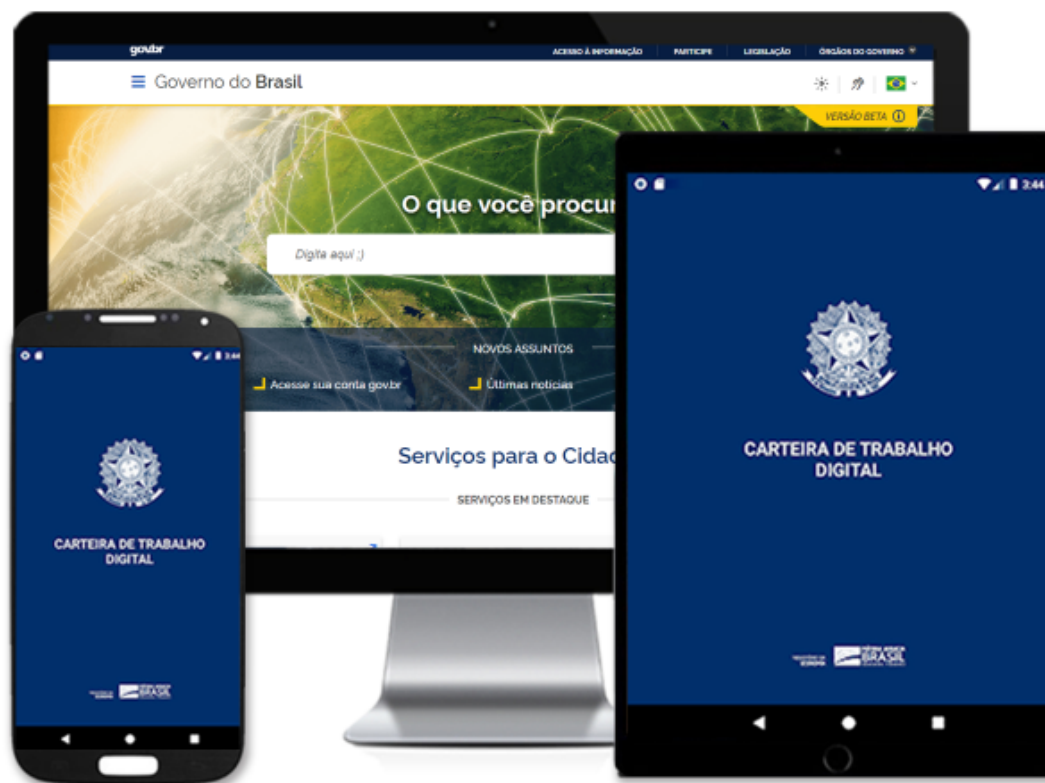 gov.br
ACESSO À INFORMAÇÃO PARTICIPE LEGISLAÇÃO ÓRGÃOS DO GOVERNO
Governo do Brasil
VERSÃO BETA
O que você procur
Digita aqui ;)
NOVOS ASSUNTOS
Acesse sua conta gov.br Últimas notícias
Serviços para o Cidad
SERVIÇOS EM DESTAQUE
3:44
CARTEIRA DE TRABALHO
DIGITAL
BRASIL
3:44
CARTEIRA DE TRABALHO
DIGITAL
BRASIL